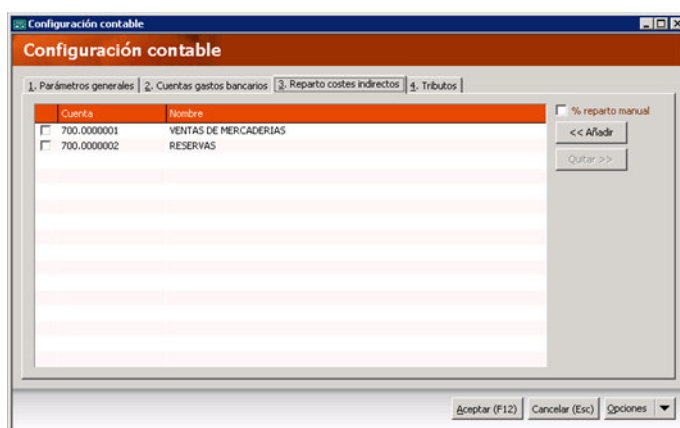 Configuración contable
Configuración contable
1. Parámetros generales 2. Cuentas gastos bancarios 3. Reparto costes indirectos 4. Tributos
Cuenta Nombre % reparto manual
700.0000001 VENTAS DE MERCADERIAS << Añadir
700.0000002 RESERVAS
Quitar >>
Aceptar (F12) Cancelar (Esc) Opciones